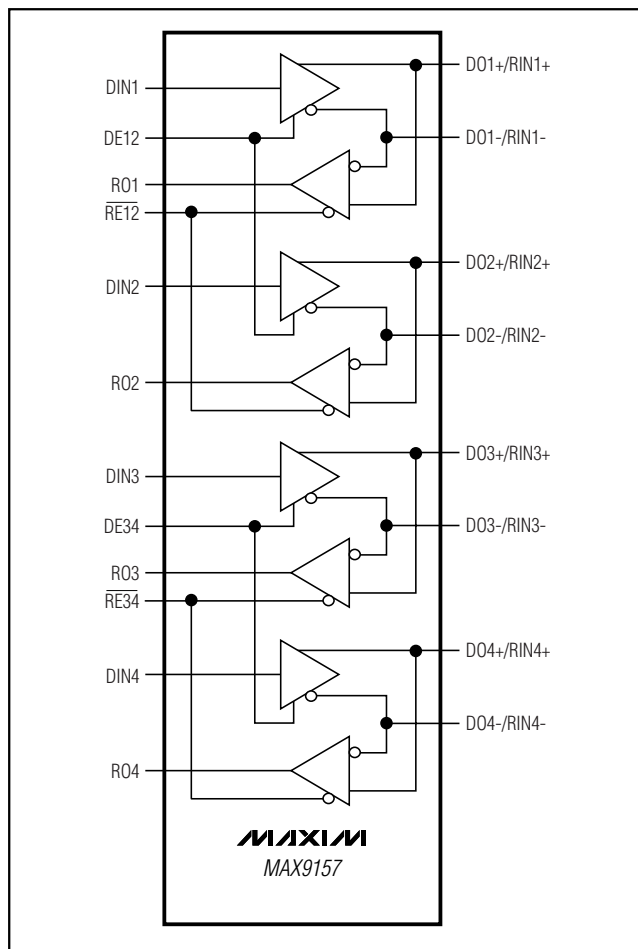 DIN1
DO1+/RIN1+
DE12
DO1-/RIN1-
RO1
RE12
DIN2
DO2+/RIN2+
DO2-/RIN2-
RO2
DIN3
DO3+/RIN3+
DE34
DO3-/RIN3-
RO3
RE34
DIN4
DO4+/RIN4+
DO4-/RIN4-
RO4
MAXIM
MAX9157